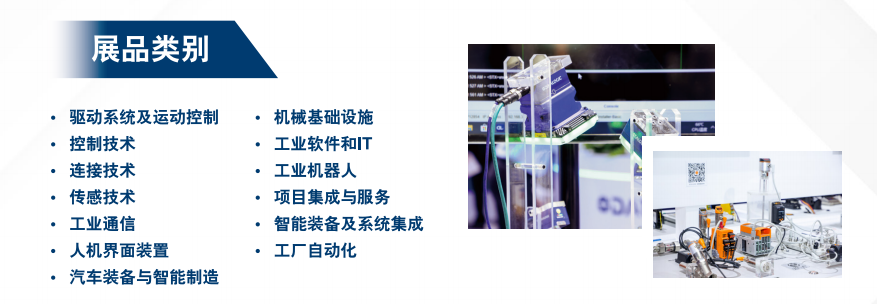 展品类别
• 驱动系统及运动控制
• 控制技术
• 连接技术
• 传感技术
• 工业通信
• 人机界面装置
• 汽车装备与智能制造
• 机械基础设施
• 工业软件和IT
• 工业机器人
• 项目集成与服务
• 智能装备及系统集成
• 工厂自动化